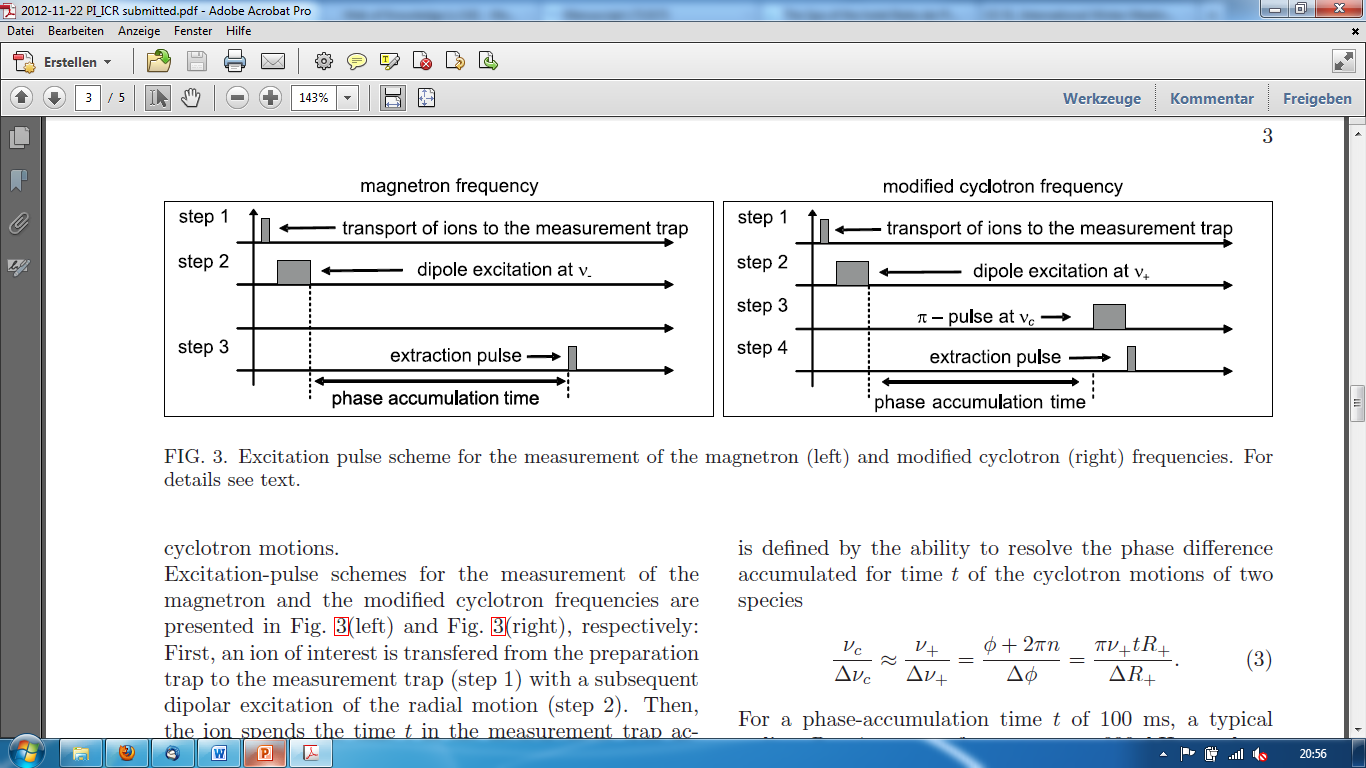 2012-11-22 PI_ICR submitted.pdf - Adobe Acrobat Pro
Datei Bearbeiten Anzeige Fenster Hilfe
Erstellen
3 / 5 143% Werkzeuge Kommentar Freigeben
3
magnetron frequency
step 1 transport of ions to the measurement trap
step 2 dipole excitation at ν₋
step 3 extraction pulse
phase accumulation time
modified cyclotron frequency
step 1 transport of ions to the measurement trap
step 2 dipole excitation at ν₊
step 3 π – pulse at νc
step 4 extraction pulse
phase accumulation time
FIG. 3. Excitation pulse scheme for the measurement of the magnetron (left) and modified cyclotron (right) frequencies. For
details see text.
cyclotron motions.
Excitation-pulse schemes for the measurement of the
magnetron and the modified cyclotron frequencies are
presented in Fig. 3(left) and Fig. 3(right), respectively:
First, an ion of interest is transfered from the preparation
trap to the measurement trap (step 1) with a subsequent
dipolar excitation of the radial motion (step 2). Then,
the ion spends the time t in the measurement trap ac-
is defined by the ability to resolve the phase difference
accumulated for time t of the cyclotron motions of two
species
νc/Δνc ≈ ν₊/Δν₊ = (ϕ + 2πn)/Δϕ = πν₊tR₊/ΔR₊. (3)
For a phase-accumulation time t of 100 ms, a typical
20:56